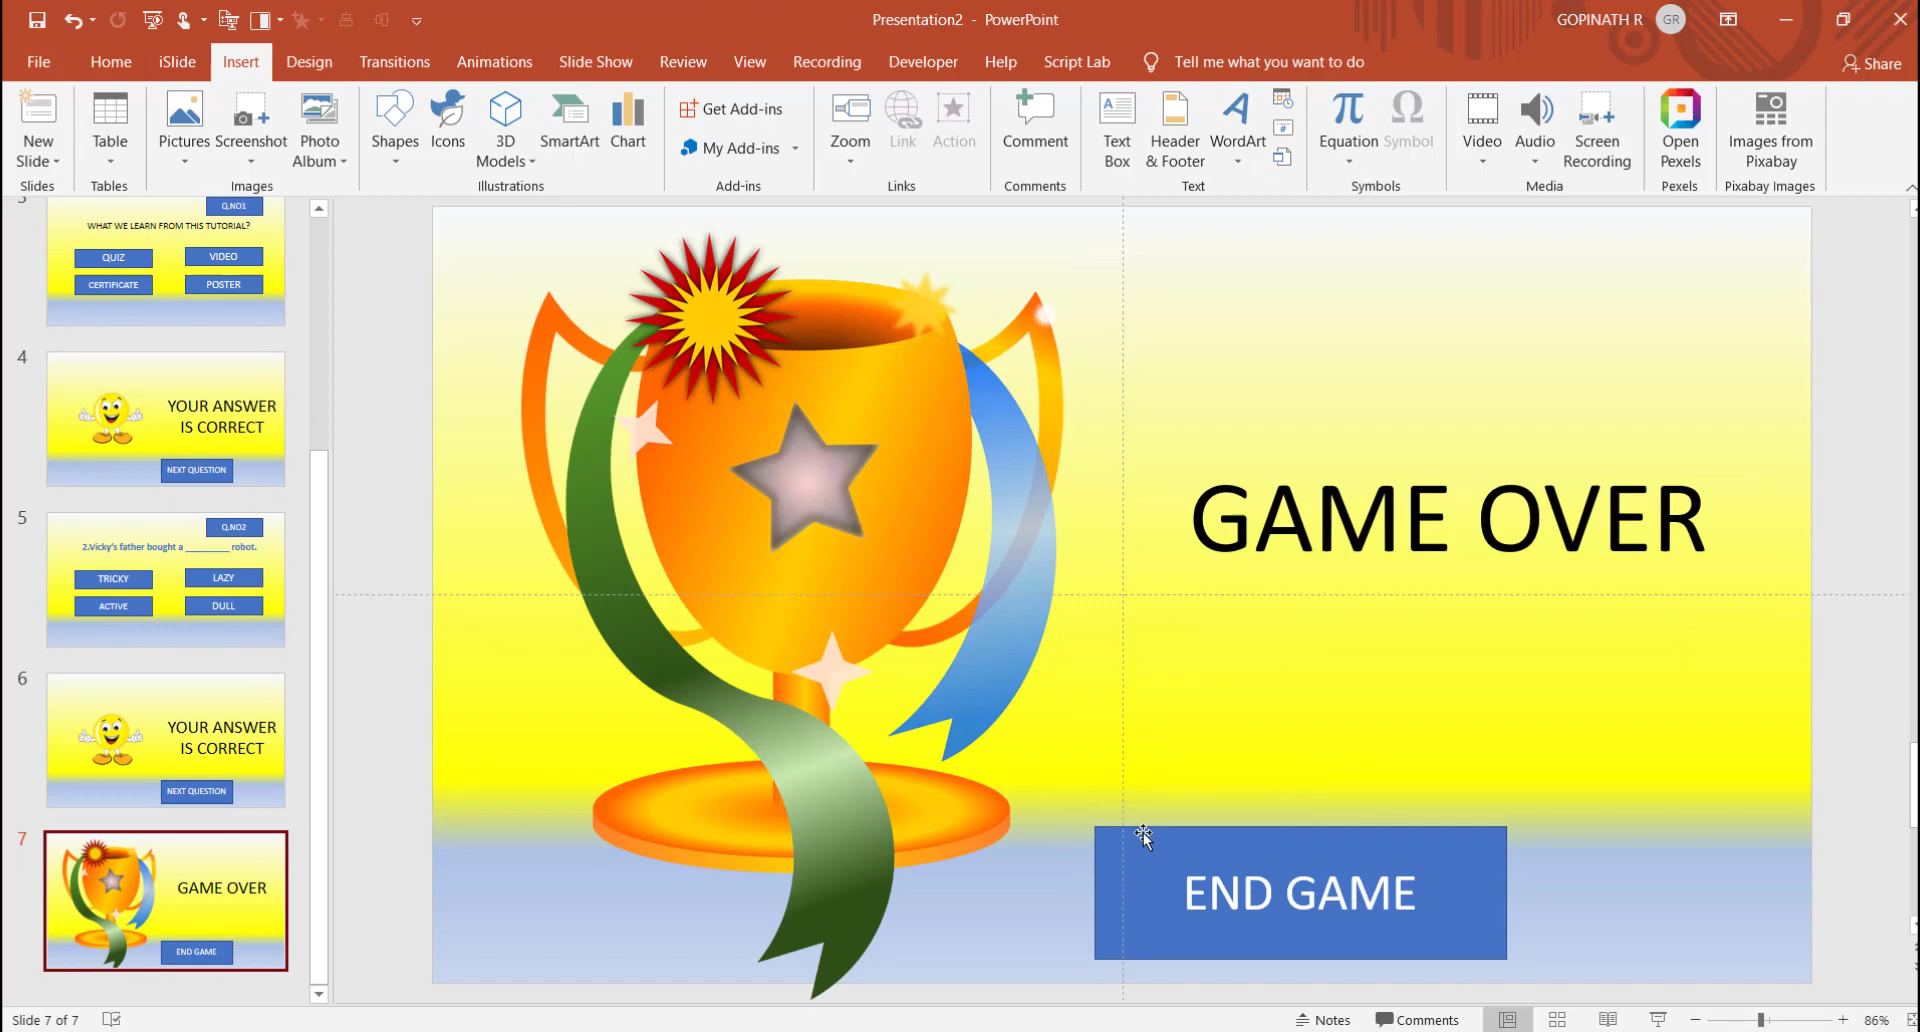 Presentation2 - PowerPoint
GOPINATH R
GR
File
Home
iSlide
Insert
Design
Transitions
Animations
Slide Show
Review
View
Recording
Developer
Help
Script Lab
Tell me what you want to do
Share
New
Slide
Table
Pictures
Screenshot
Photo
Album
Shapes
Icons
3D
Models
SmartArt
Chart
Get Add-ins
My Add-ins
Zoom
Link
Action
Comment
Text
Box
Header
& Footer
WordArt
Equation
Symbol
Video
Audio
Screen
Recording
Open
Pexels
Images from
Pixabay
Slides
Tables
Images
Illustrations
Add-ins
Links
Comments
Text
Symbols
Media
Pexels
Pixabay Images
3
Q.NO1
WHAT WE LEARN FROM THIS TUTORIAL?
QUIZ
VIDEO
CERTIFICATE
POSTER
4
YOUR ANSWER
IS CORRECT
NEXT QUESTION
5
Q.NO2
2.Vicky's father bought a ________ robot.
TRICKY
LAZY
ACTIVE
DULL
6
YOUR ANSWER
IS CORRECT
NEXT QUESTION
7
GAME OVER
END GAME
GAME OVER
END GAME
Slide 7 of 7
Notes
Comments
86%